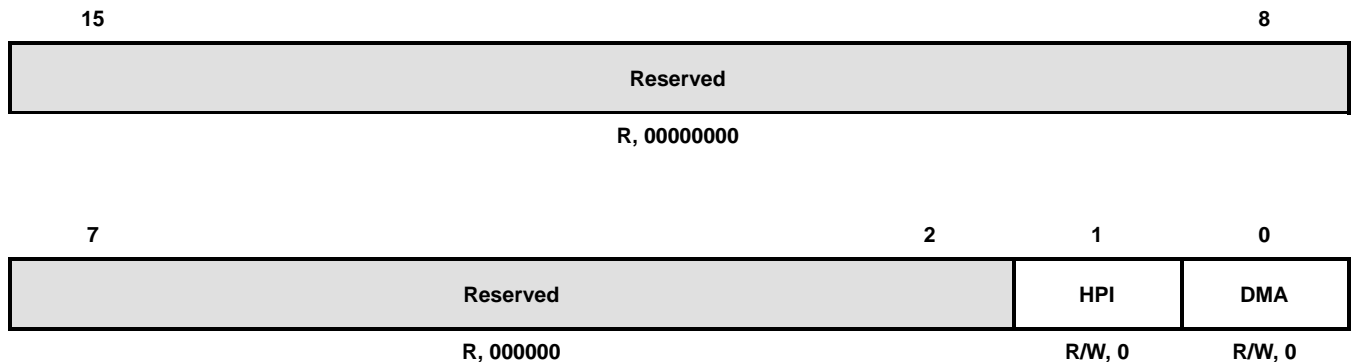 15 8
Reserved
R, 00000000
7 2 1 0
Reserved HPI DMA
R, 000000 R/W, 0 R/W, 0